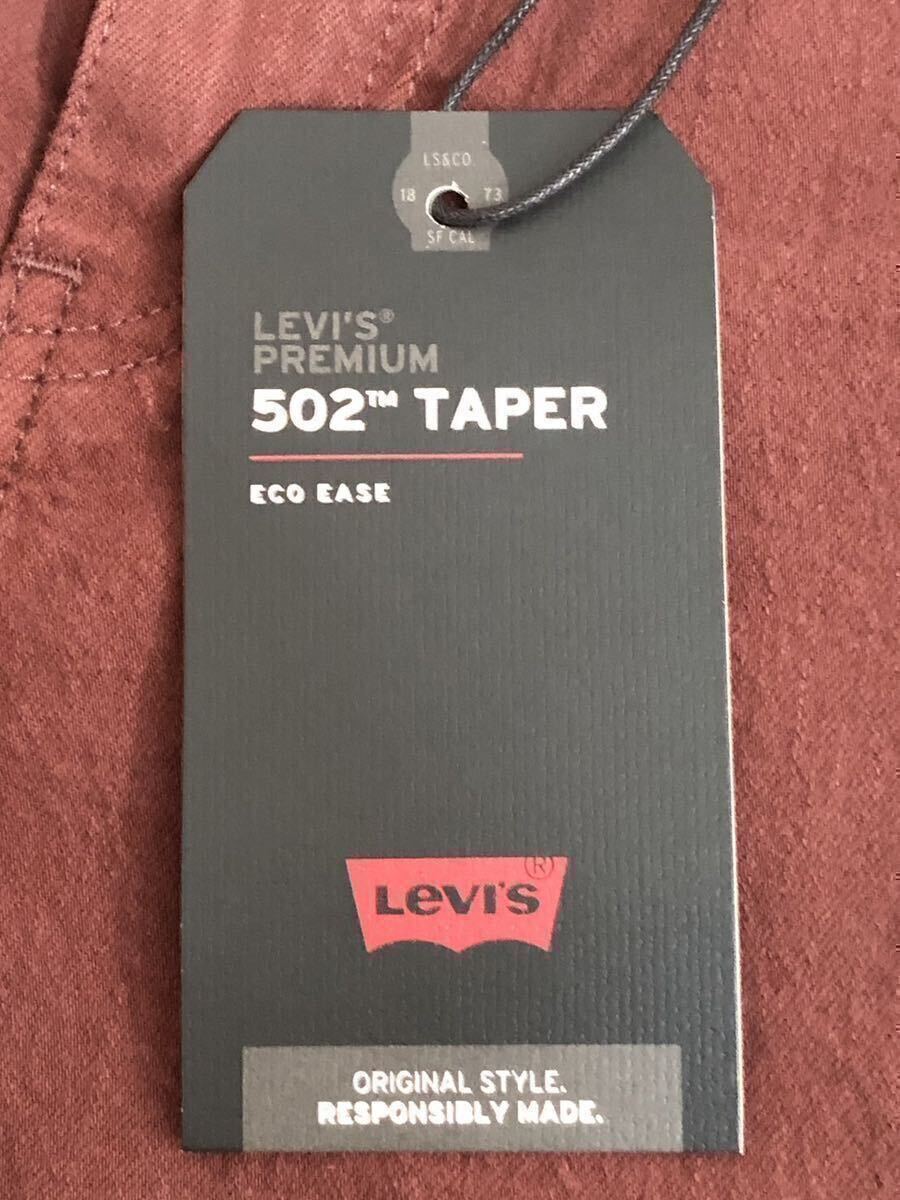 LS&CO
18 73
SF CAL
LEVI'S®
PREMIUM
502™ TAPER
ECO EASE
Levi's®
ORIGINAL STYLE.
RESPONSIBLY MADE.